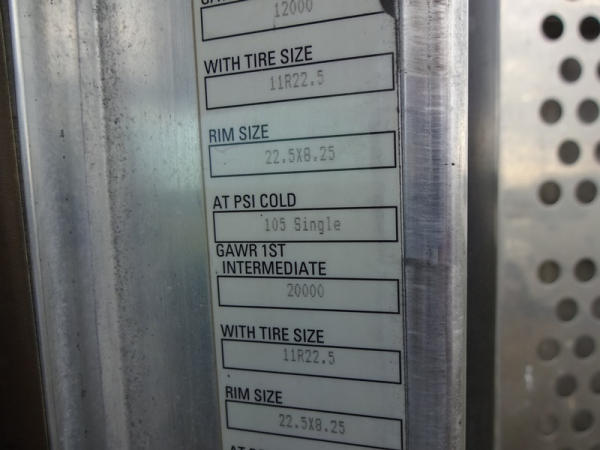 12000
WITH TIRE SIZE
11R22.5
RIM SIZE
22.5X8.25
AT PSI COLD
105 Single
GAWR 1ST
INTERMEDIATE
20000
WITH TIRE SIZE
11R22.5
RIM SIZE
22.5X8.25